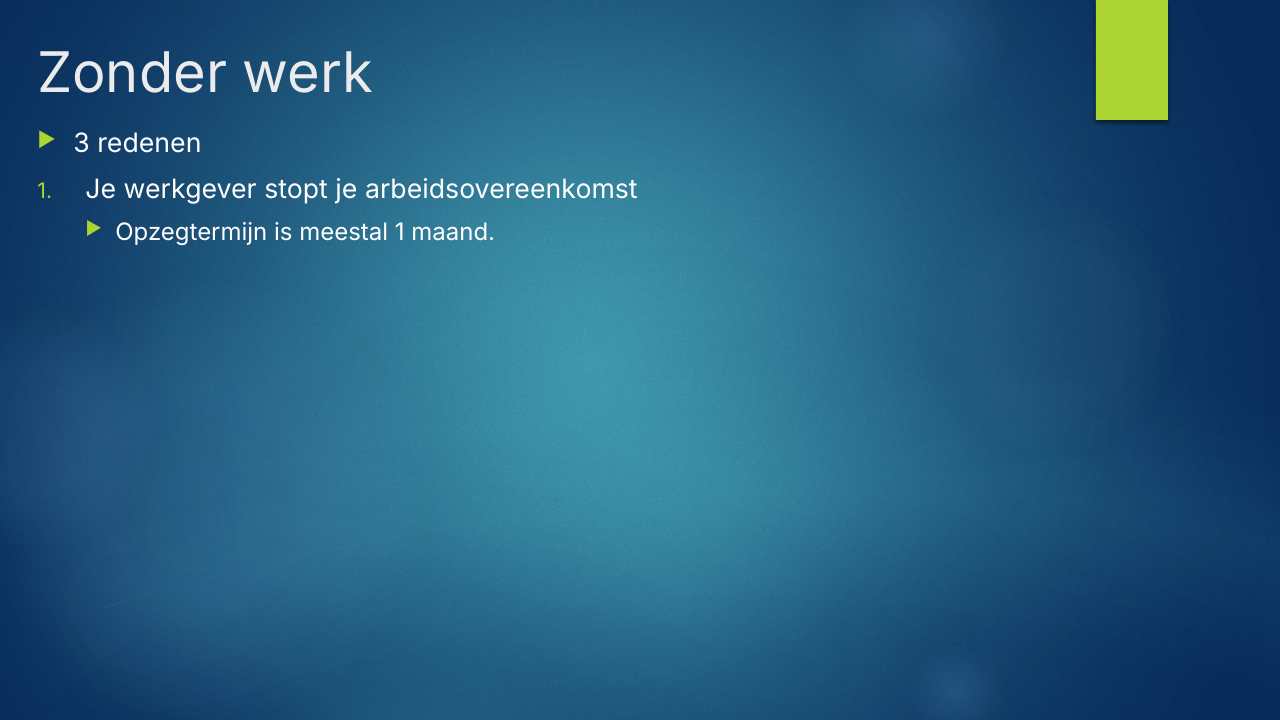 Zonder werk
3 redenen
1. Je werkgever stopt je arbeidsovereenkomst
Opzegtermijn is meestal 1 maand.